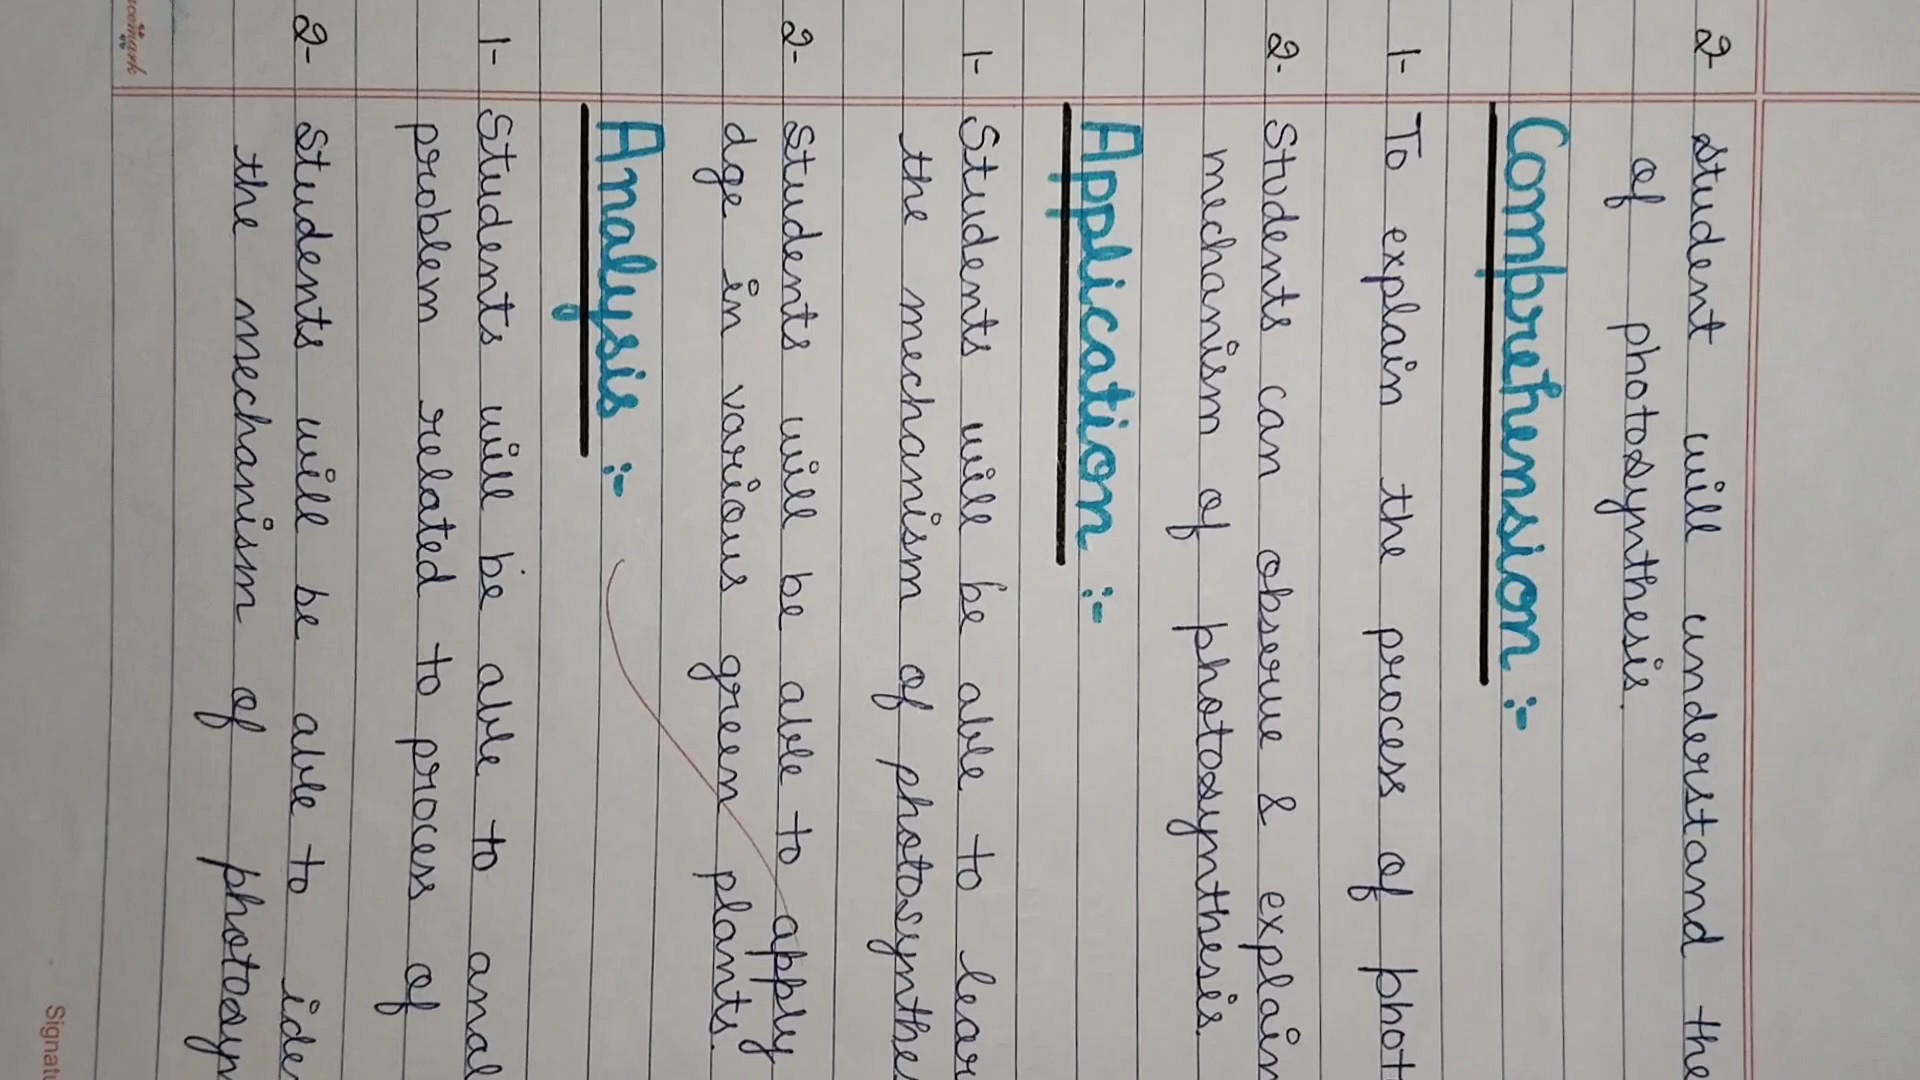 2- Student will understand the
of photosynthesis.
Comprehension :-
1- To explain the process of phot
2- Students can observe & explain
mechanism of photosynthesis.
Application :-
1- Students will be able to lear
the mechanism of photosynthe
2- Students will be able to apply
dge in various green plants.
Analysis :-
1- Students will be able to anal
problem related to process of
2- Students will be able to ide
the mechanism of photosyn
Signatu